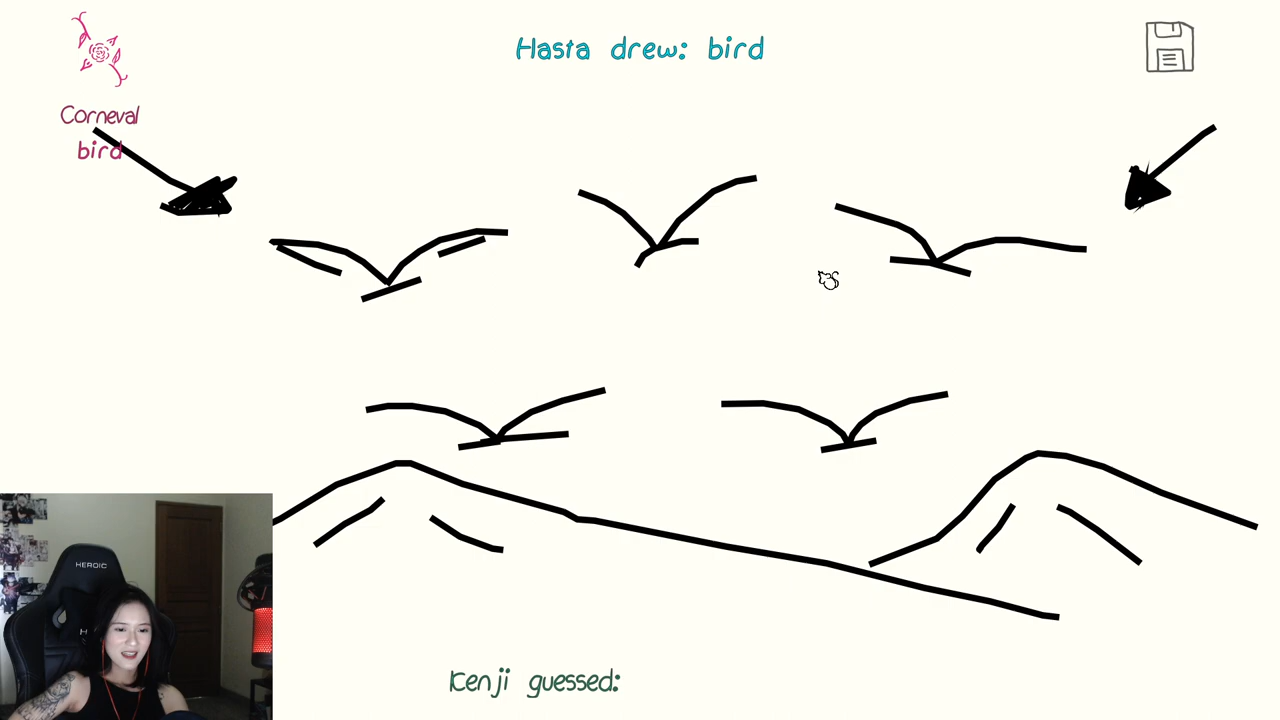 Hasta drew: bird
Corneval
bird
HEROIC
Kenji guessed: